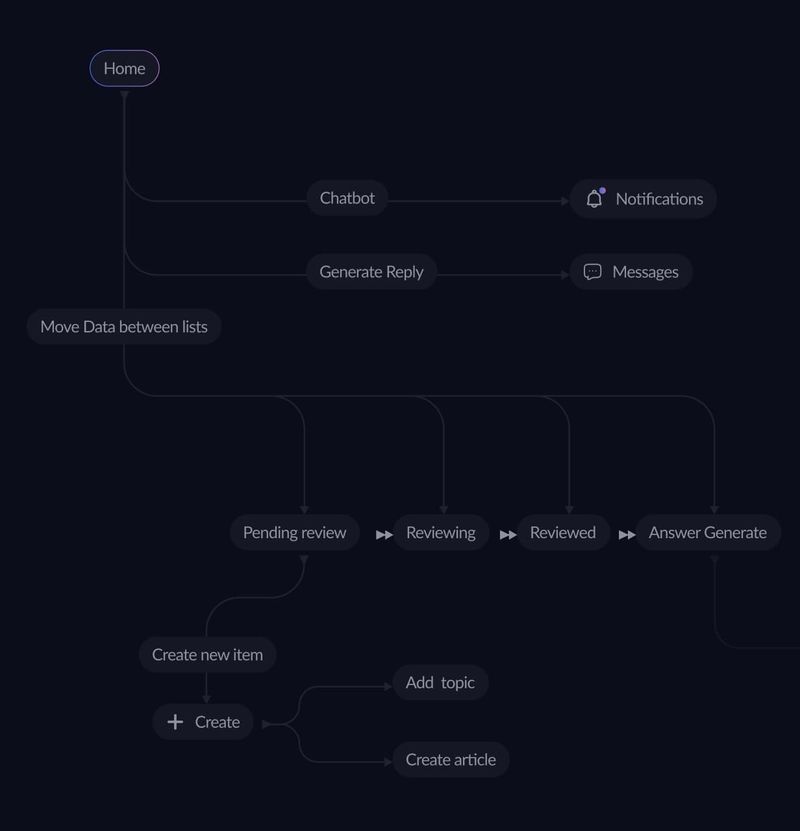 Home
Chatbot
Notifications
Generate Reply
Messages
Move Data between lists
Pending review
Reviewing
Reviewed
Answer Generate
Create new item
Add topic
Create
Create article